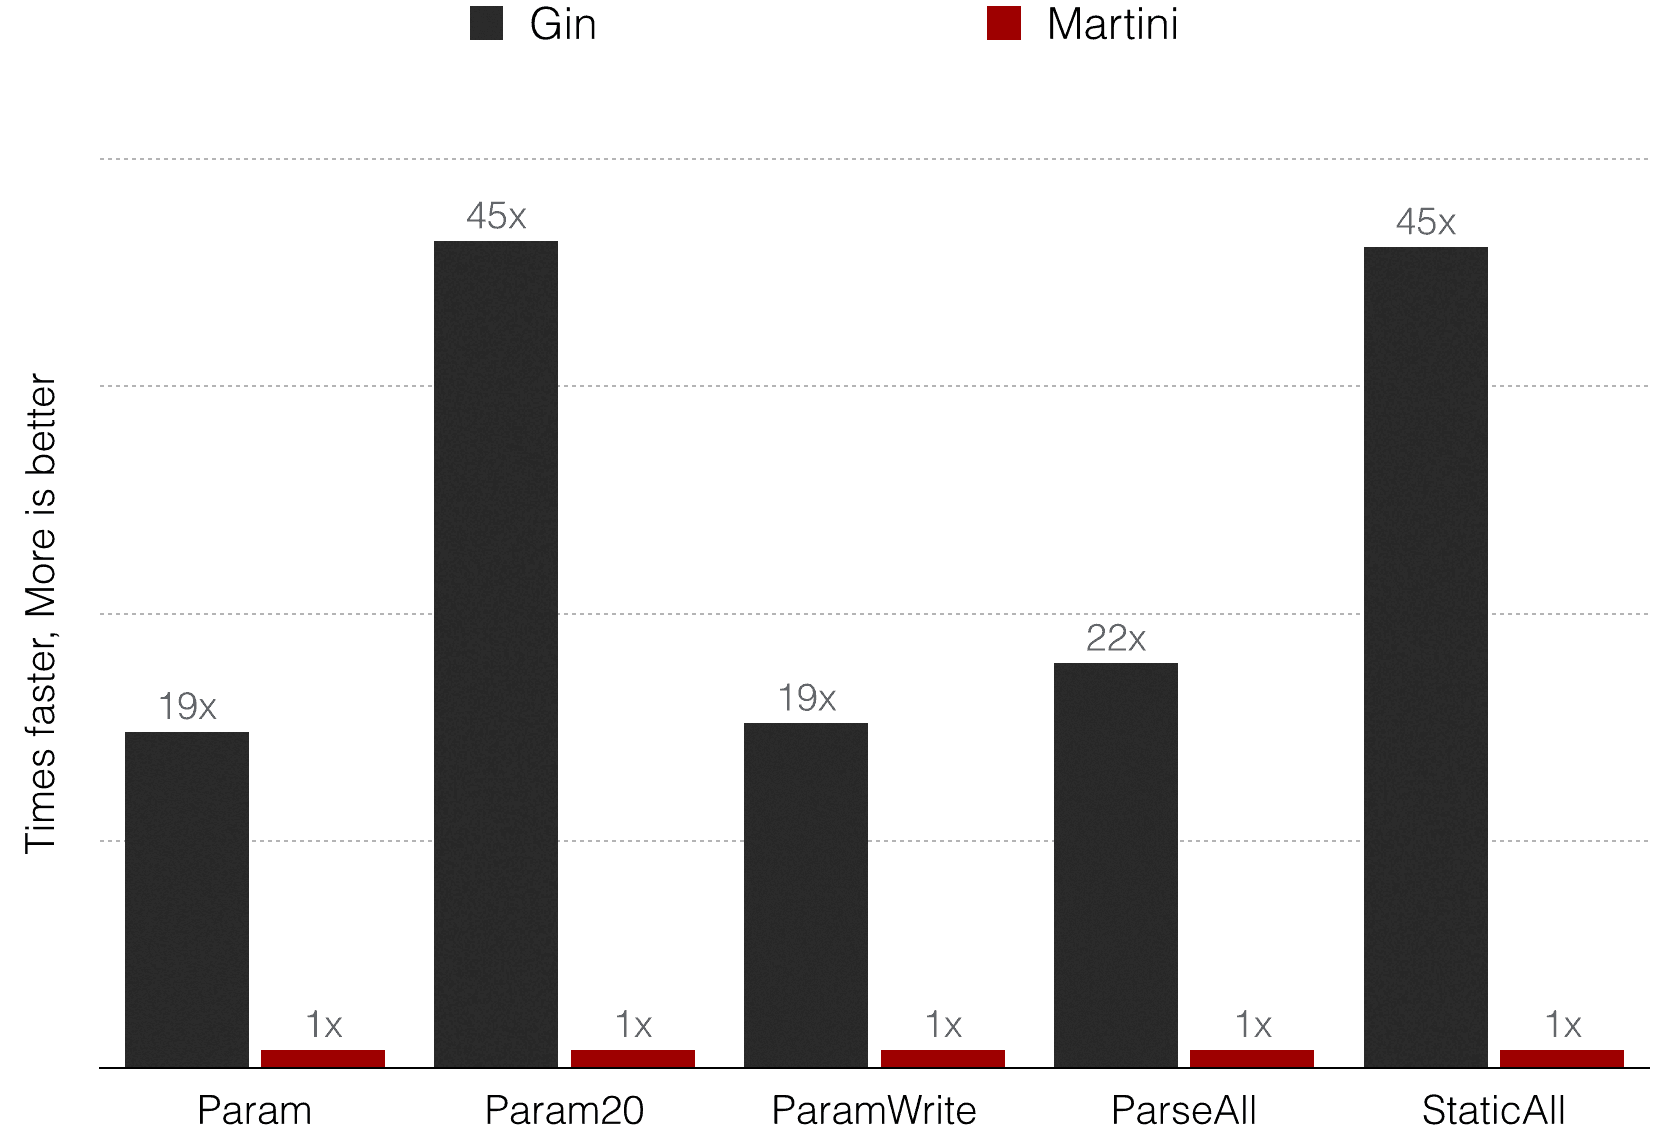 Gin
Martini
Times faster, More is better
45x
45x
22x
19x
19x
1x
1x
1x
1x
1x
Param
Param20
ParamWrite
ParseAll
StaticAll